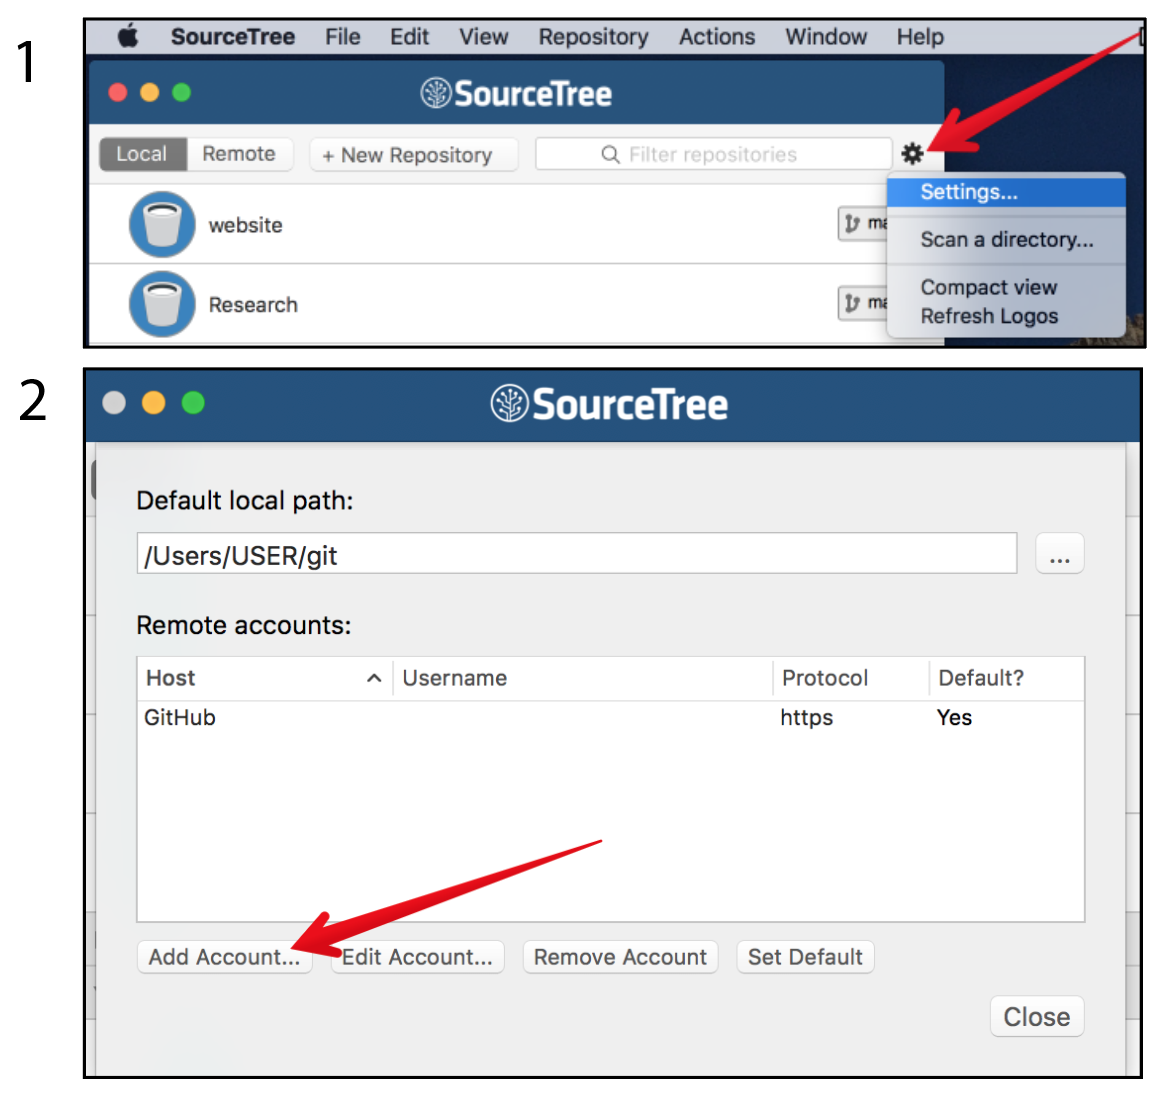 1
SourceTree File Edit View Repository Actions Window Help
SourceTree
Local Remote + New Repository Filter repositories
Settings...
website
Scan a directory...
Compact view
Research
Refresh Logos
2
SourceTree
Default local path:
/Users/USER/git ...
Remote accounts:
Host Username Protocol Default?
GitHub https Yes
Add Account... Edit Account... Remove Account Set Default
Close